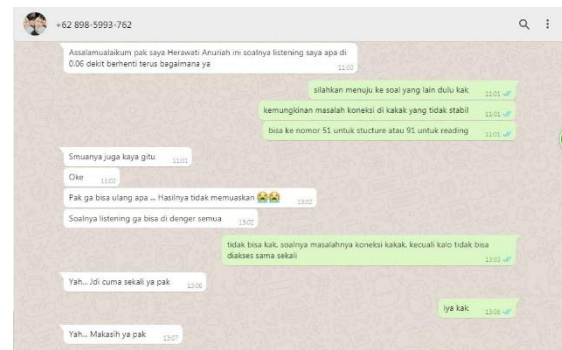 +62 898-5993-762
Assalamualaikum pak saya Herawati Anuriah ini soalnya listening saya apa di
0.06 dekit berhenti terus bagaimana ya
11:00
silahkan menuju ke soal yang lain dulu kak
11:01
kemungkinan masalah koneksi di kakak yang tidak stabil
11:01
bisa ke nomor 51 untuk stucture atau 91 untuk reading
11:01
Smuanya juga kaya gitu
11:01
Oke
11:02
Pak ga bisa ulang apa ... Hasilnya tidak memuaskan 😭😭
13:02
Soalnya listening ga bisa di denger semua
13:02
tidak bisa kak, soalnya masalahnya koneksi kakak, kecuali kalo tidak bisa
diakses sama sekali
13:03
Yah... Jdi cuma sekali ya pak
13:06
iya kak
13:06
Yah... Makasih ya pak
13:07